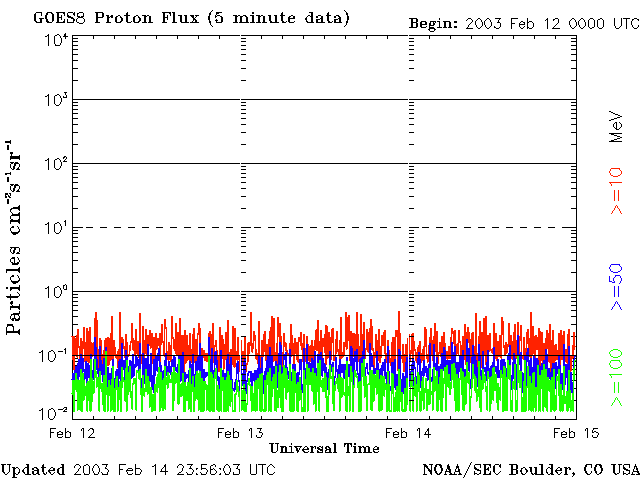 GOES8 Proton Flux (5 minute data)
Begin: 2003 Feb 12 0000 UTC
Particles cm⁻²s⁻¹sr⁻¹
10⁴
10³
10²
10¹
10⁰
10⁻¹
10⁻²
Feb 12
Feb 13
Feb 14
Feb 15
Universal Time
MeV
>=10
>=50
>=100
Updated 2003 Feb 14 23:56:03 UTC
NOAA/SEC Boulder, CO USA